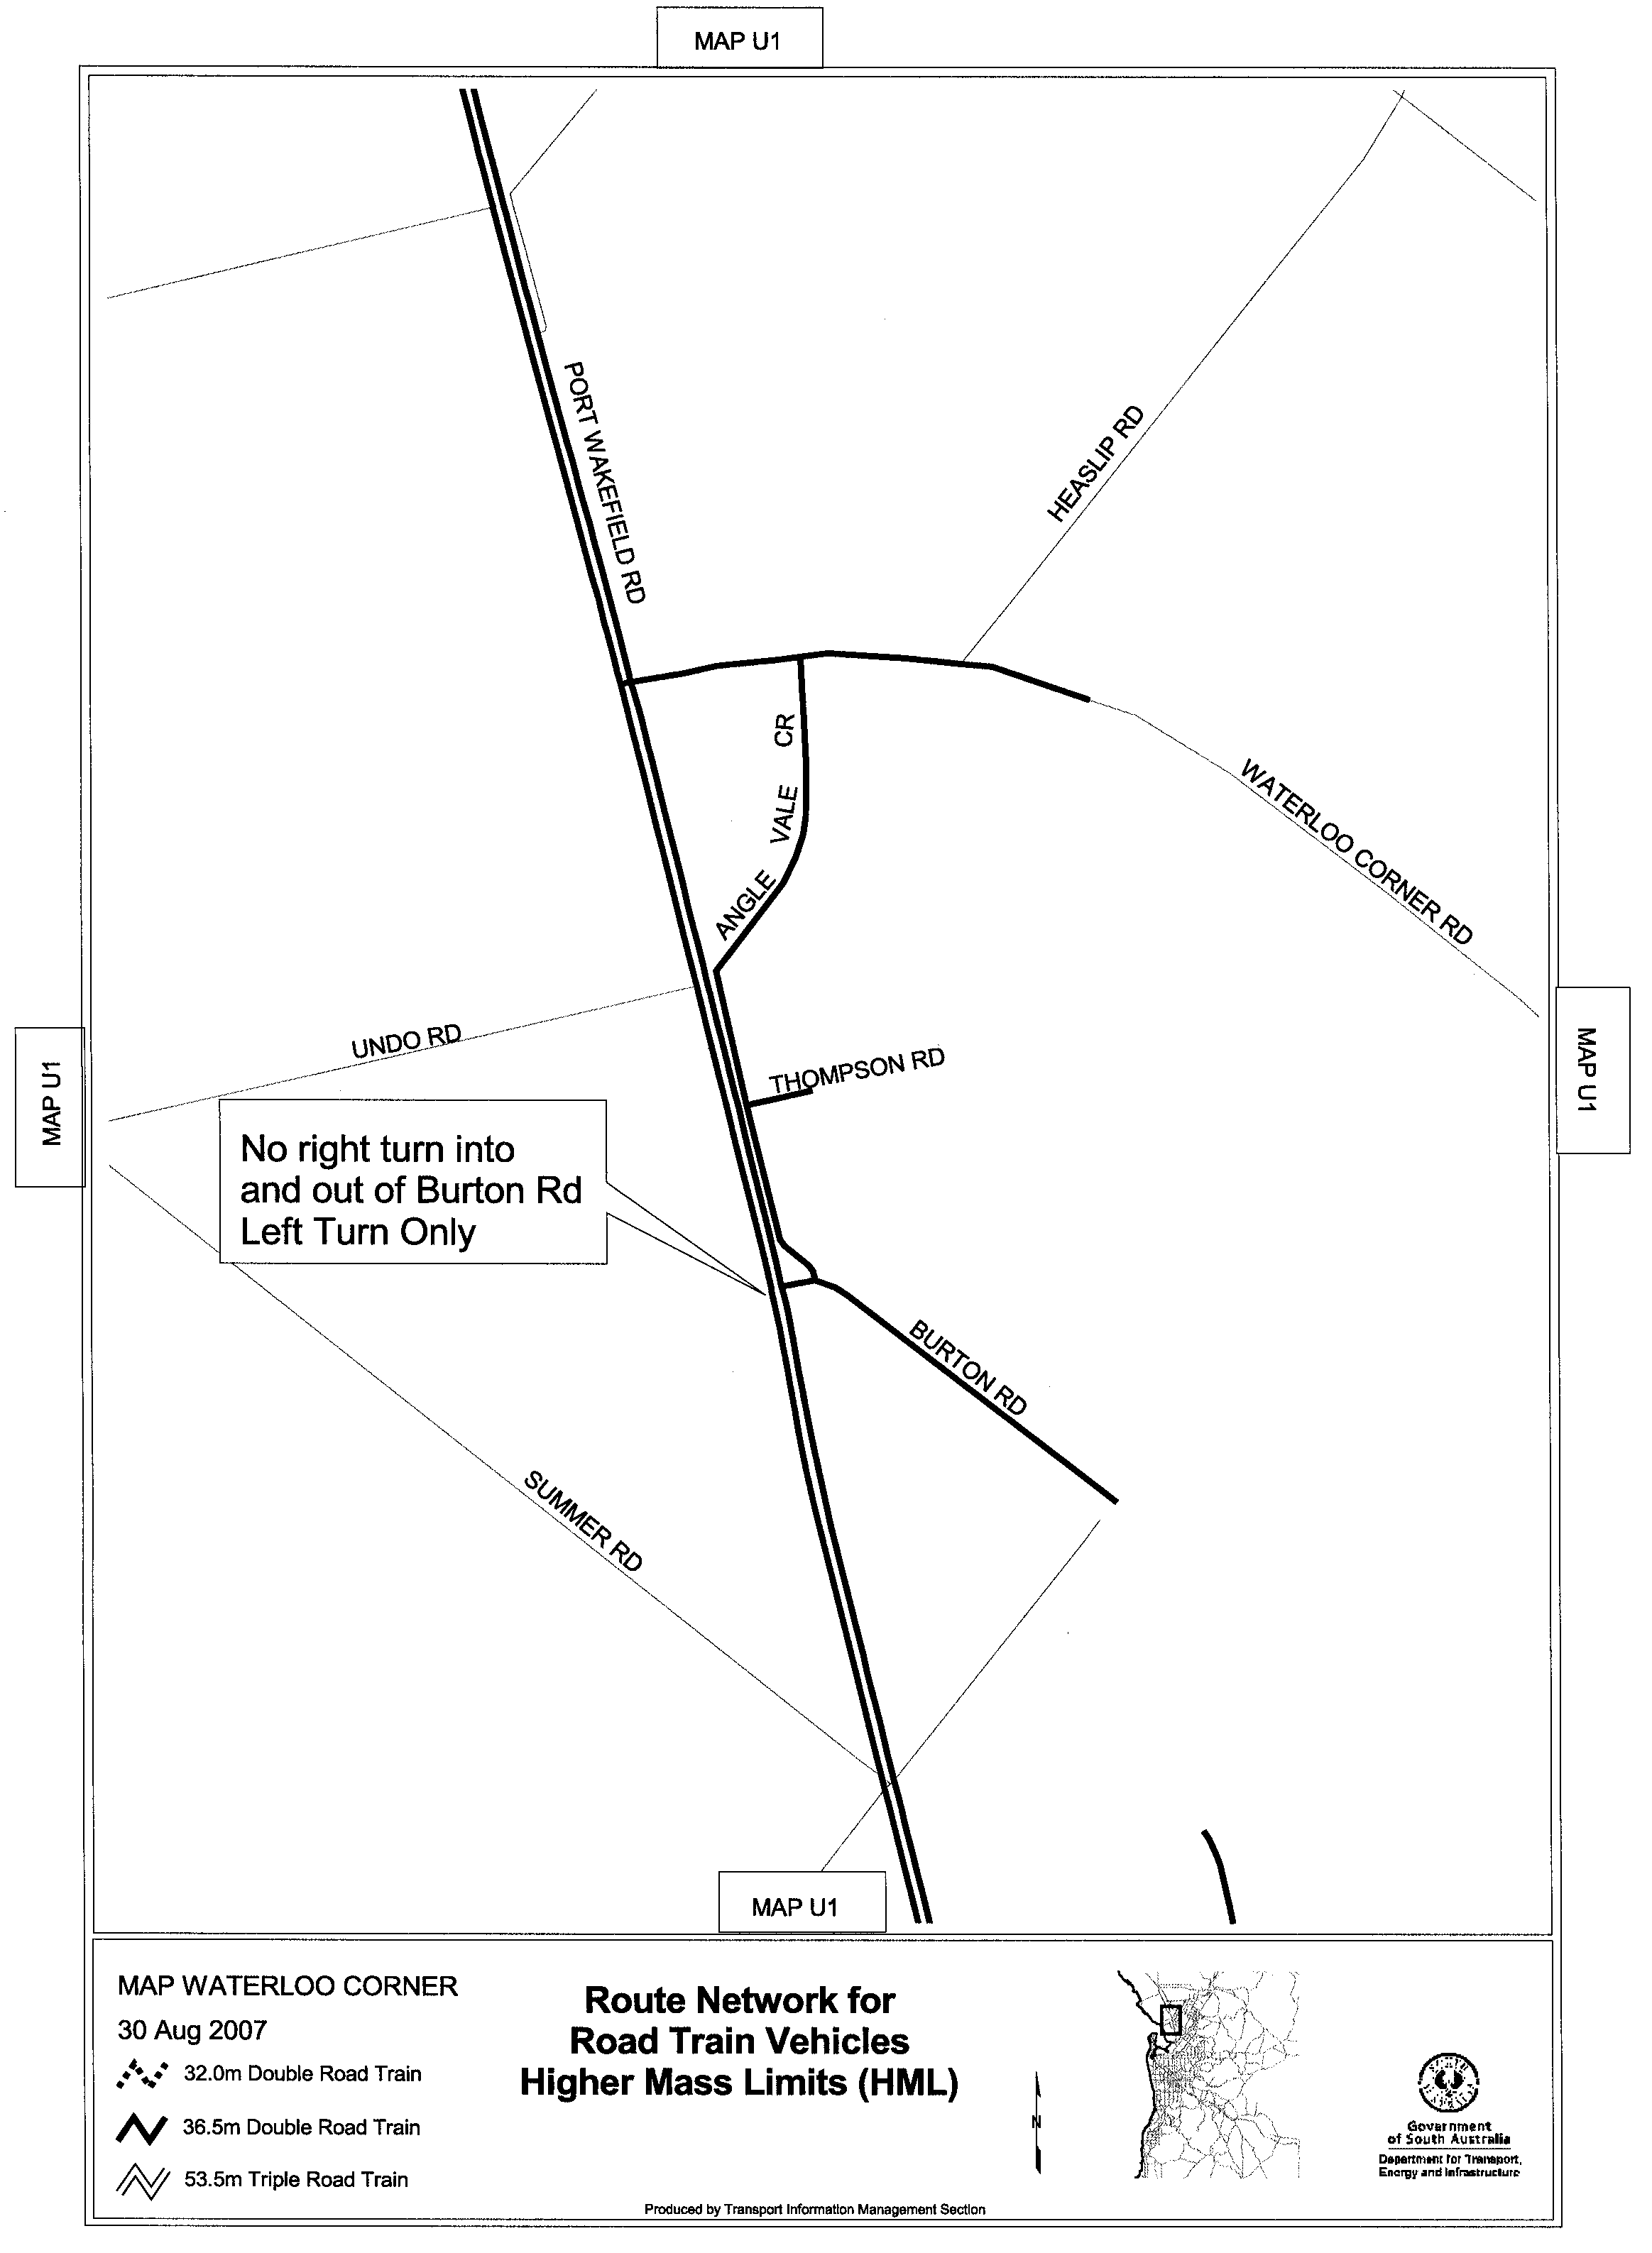 MAP U1
PORT WAKEFIELD RD
HEASLIP RD
ANGLE VALE CR
WATERLOO CORNER RD
MAP U1
UNDO RD
THOMPSON RD
MAP U1
No right turn into
and out of Burton Rd
Left Turn Only
BURTON RD
SUMMER RD
MAP U1
MAP WATERLOO CORNER
30 Aug 2007
32.0m Double Road Train
36.5m Double Road Train
53.5m Triple Road Train
Route Network for
Road Train Vehicles
Higher Mass Limits (HML)
N
Government
of South Australia
Department for Transport,
Energy and Infrastructure
Produced by Transport Information Management Section